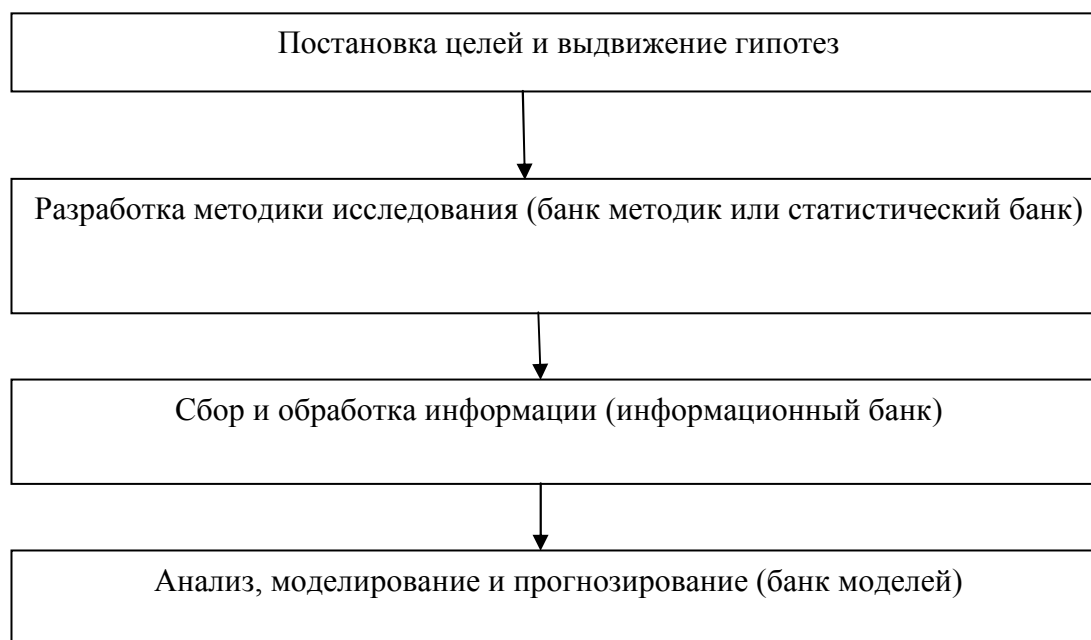 Постановка целей и выдвижение гипотез
Разработка методики исследования (банк методик или статистический банк)
Сбор и обработка информации (информационный банк)
Анализ, моделирование и прогнозирование (банк моделей)